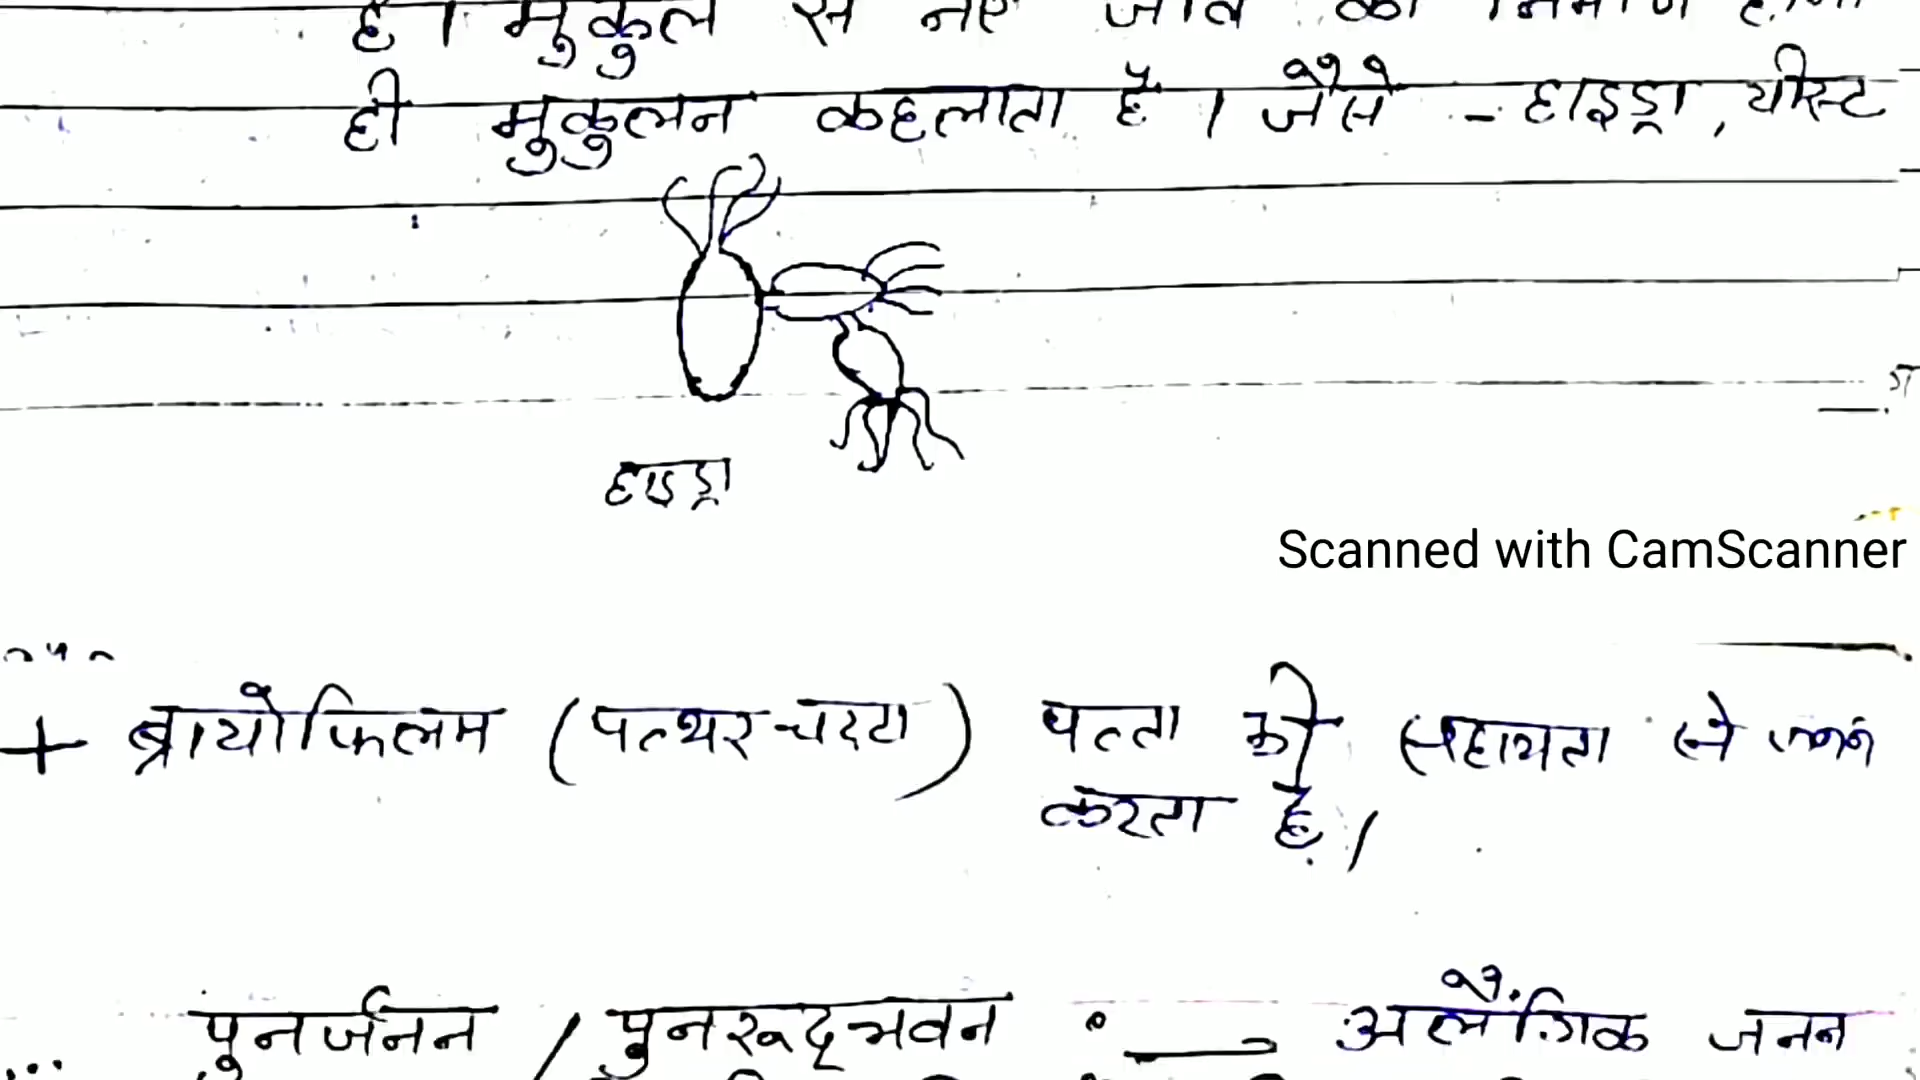 है। मुकुल से नए जीव का निर्माण होना
ही मुकुलन कहलाता है। जैसे - हाइड्रा, यीस्ट
हाइड्रा
Scanned with CamScanner
+ ब्रायोफिलम (पत्थरचट्टा) पत्ता की सहायता से जनन
करता है।
पुनर्जनन / पुनरूद्भवन :— अलैंगिक जनन